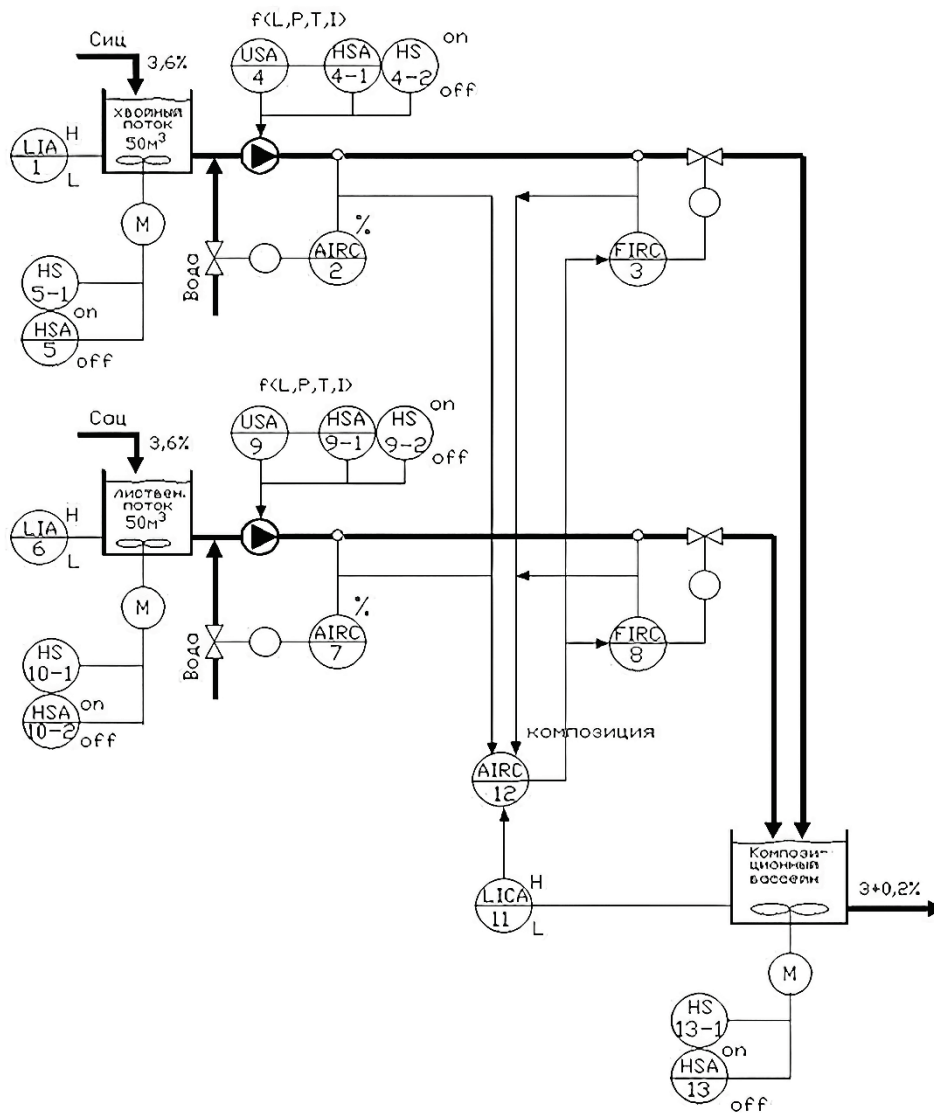 f(L,P,T,I)
Сиц
3,6%
USA
4
HSA
4-1
HS
4-2
on
off
хвойный
поток
50м³
LIA
1
H
L
M
%
AIRC
2
FIRC
3
Вода
HS
5-1
on
HSA
5
off
f(L,P,T,I)
Сац
3,6%
USA
9
HSA
9-1
HS
9-2
on
off
листвен.
поток
50м³
LIA
6
H
L
M
%
AIRC
7
FIRC
8
Вода
HS
10-1
on
HSA
10-2
off
композиция
AIRC
12
Компози-
ционный
бассейн
3+0,2%
LICA
11
H
L
M
HS
13-1
on
HSA
13
off